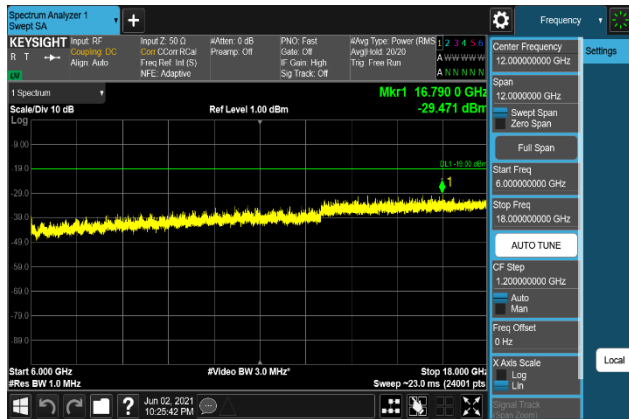 Spectrum Analyzer 1
Swept SA
+
Frequency
KEYSIGHT
R T
LXI
Input: RF
Coupling: DC
Align: Auto
Input Z: 50 Ω
Corr CCorr RCal
Freq Ref: Int (S)
NFE: Adaptive
#Atten: 0 dB
Preamp: Off
PNO: Fast
Gate: Off
IF Gain: High
Sig Track: Off
#Avg Type: Power (RMS
Avg|Hold: 20/20
Trig: Free Run
1 2 3 4 5 6
A W W W W W
A N N N N N
1 Spectrum
Scale/Div 10 dB
Ref Level 1.00 dBm
Mkr1 16.790 0 GHz
-29.471 dBm
Log
-9.00
-19.0
-29.0
-39.0
-49.0
-59.0
-69.0
-79.0
-89.0
DL1 -19.00 dBm
1
Start 6.000 GHz
#Res BW 1.0 MHz
#Video BW 3.0 MHz*
Stop 18.000 GHz
Sweep ~23.0 ms (24001 pts
?
Jun 02, 2021
10:25:42 PM
Center Frequency
12.000000000 GHz
Span
12.0000000 GHz
Swept Span
Zero Span
Full Span
Start Freq
6.000000000 GHz
Stop Freq
18.000000000 GHz
AUTO TUNE
CF Step
1.200000000 GHz
Auto
Man
Freq Offset
0 Hz
X Axis Scale
Log
Lin
Signal Track
(Span Zoom)
Settings
Local